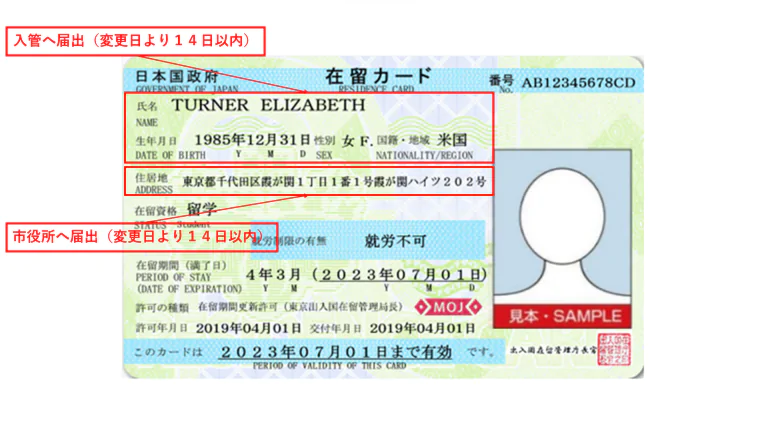 入管へ届出（変更日より１４日以内）
日本国政府 在留カード 番号 AB12345678CD
GOVERNMENT OF JAPAN RESIDENCE CARD No.
氏名 TURNER ELIZABETH
NAME
生年月日 1985年12月31日 性別 女 F. 国籍・地域 米国
DATE OF BIRTH Y M D SEX NATIONALITY/REGION
住居地 東京都千代田区霞が関１丁目１番１号霞が関ハイツ２０２号
ADDRESS
在留資格 留学
STATUS Student
市役所へ届出（変更日より１４日以内）
就労制限の有無 就労不可
在留期間（満了日）
PERIOD OF STAY ４年３月（２０２３年０７月０１日）
(DATE OF EXPIRATION) Y M Y M D.
見本・SAMPLE
許可の種類 在留期間更新許可（東京出入国在留管理局長） MOJ
許可年月日 2019年04月01日 交付年月日 2019年04月01日
このカードは ２０２３年０７月０１日まで有効 です。
PERIOD OF VALIDITY OF THIS CARD
出入国在留管理庁長官